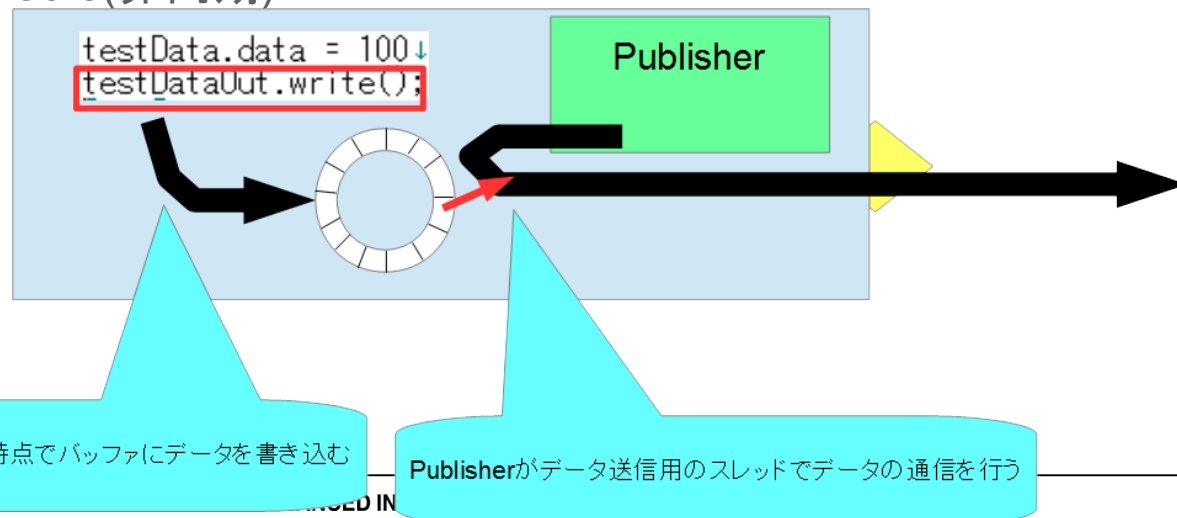 testData.data = 100↓
testDataOut.write();
Publisher
時点でバッファにデータを書き込む
Publisherがデータ送信用のスレッドでデータの通信を行う